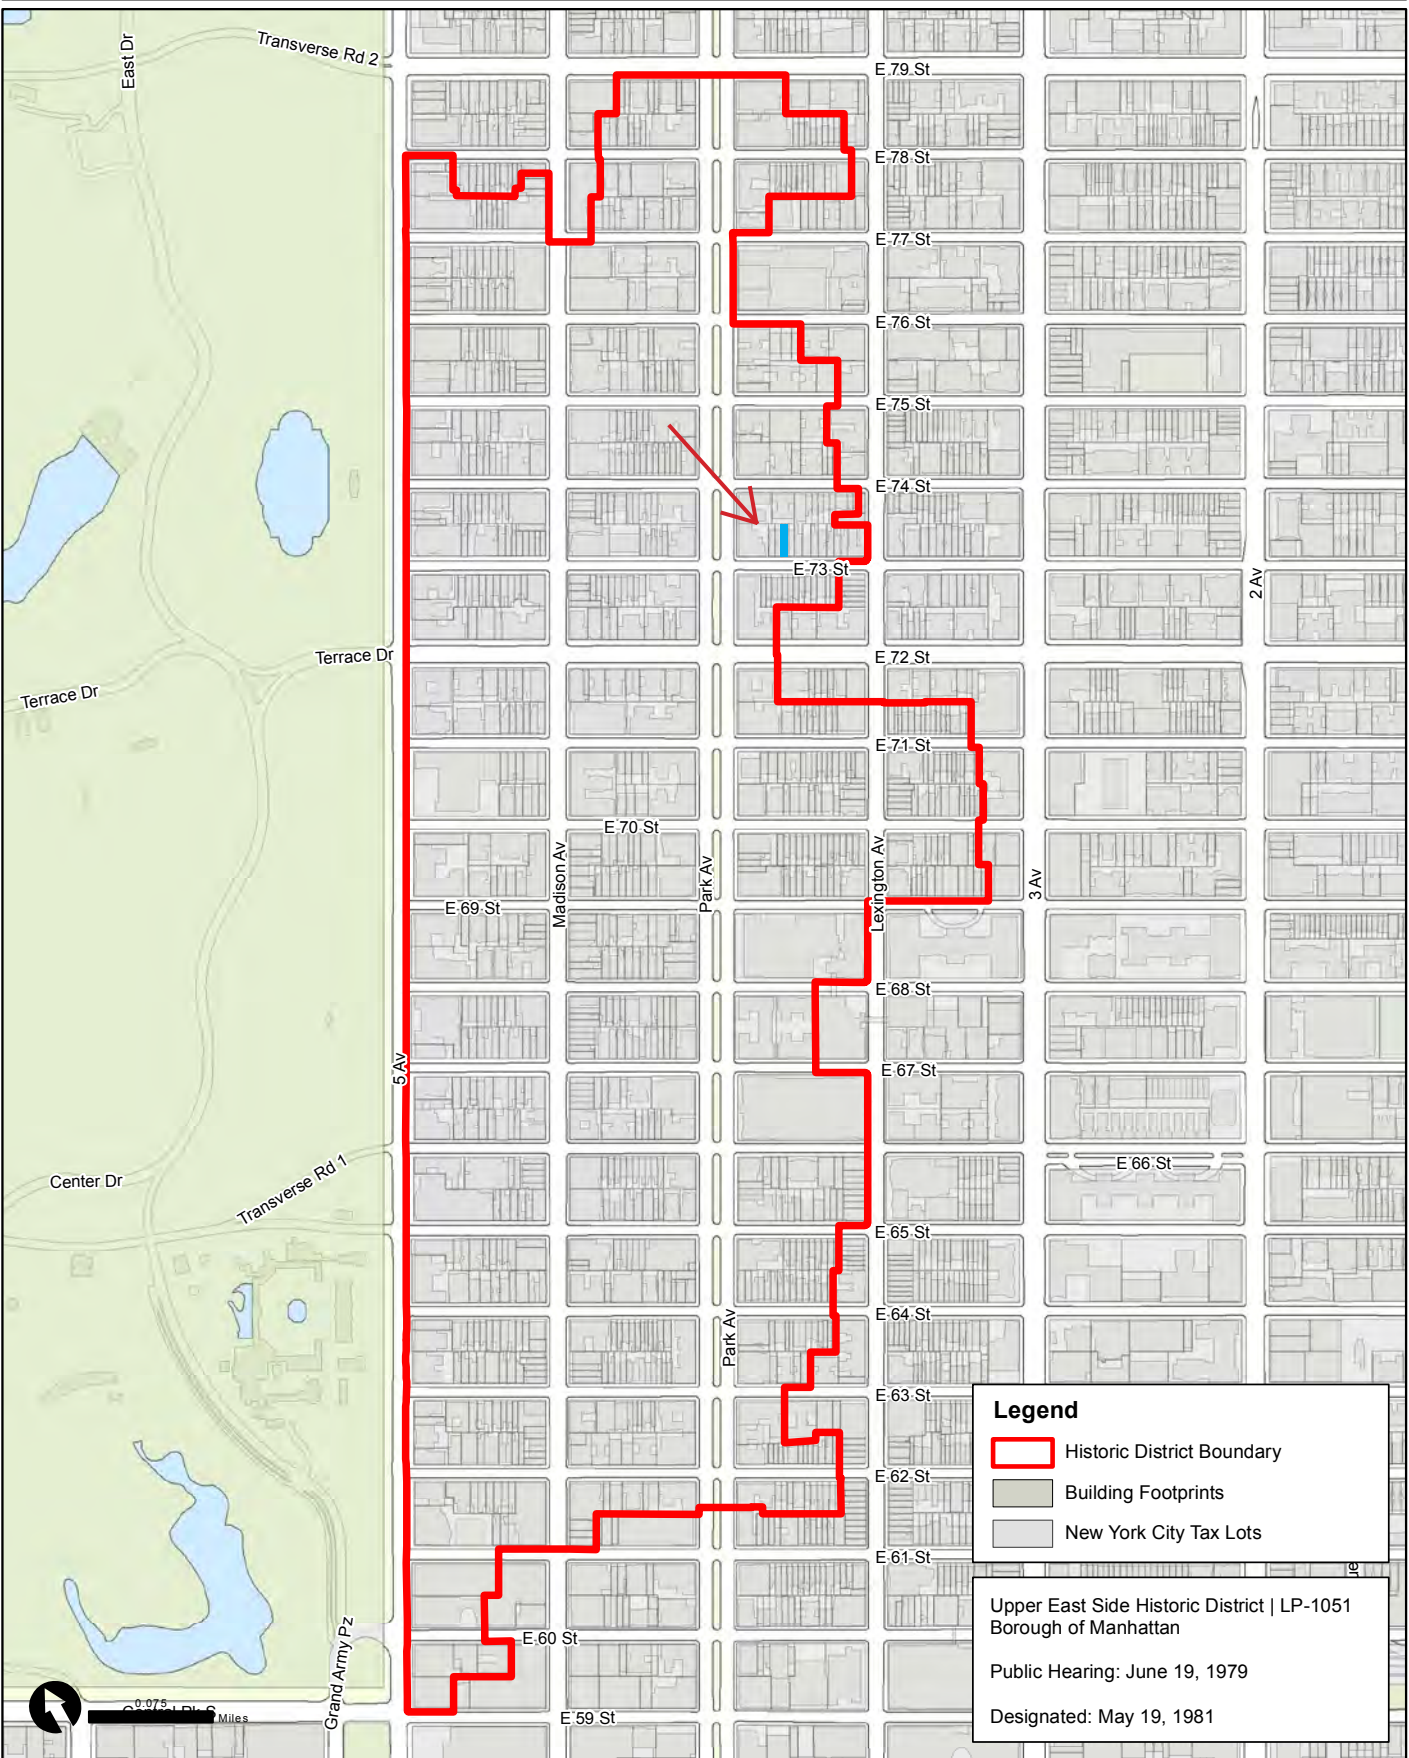 East Dr
Transverse Rd 2
E 79 St
E 78 St
E 77 St
E 76 St
E 75 St
E 74 St
E 73 St
2 Av
Terrace Dr
E 72 St
Terrace Dr
E 71 St
E 70 St
Madison Av
Park Av
Lexington Av
3 Av
E 69 St
E 68 St
5 Av
E 67 St
E 66 St
Center Dr
Transverse Rd 1
E 65 St
E 64 St
Park Av
E 63 St
E 62 St
E 61 St
E 60 St
Grand Army Pz
E 59 St
0.075
Miles
Legend
Historic District Boundary
Building Footprints
New York City Tax Lots
Upper East Side Historic District | LP-1051
Borough of Manhattan
Public Hearing: June 19, 1979
Designated: May 19, 1981